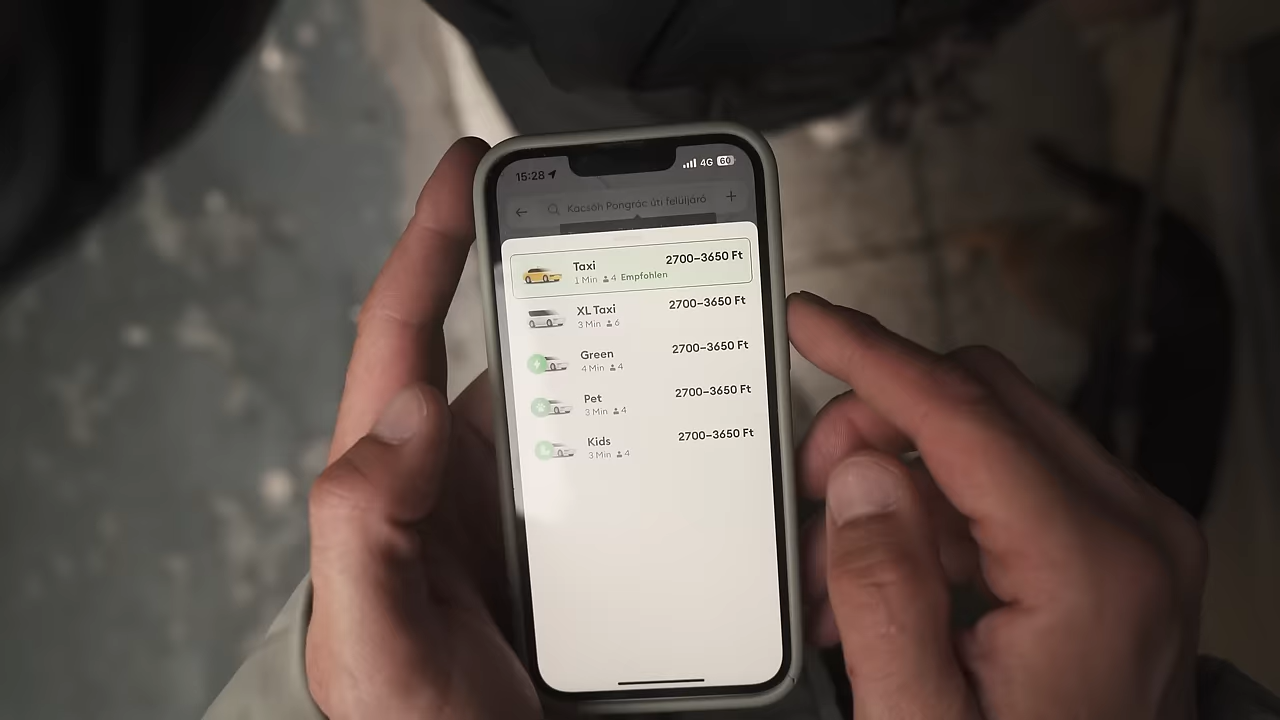 15:28 4G 60
Kacsóh Pongrác úti felüljáró
Taxi 2700–3650 Ft
1 Min 4 Empfohlen
XL Taxi 2700–3650 Ft
3 Min 6
Green 2700–3650 Ft
4 Min 4
Pet 2700–3650 Ft
3 Min 4
Kids 2700–3650 Ft
3 Min 4